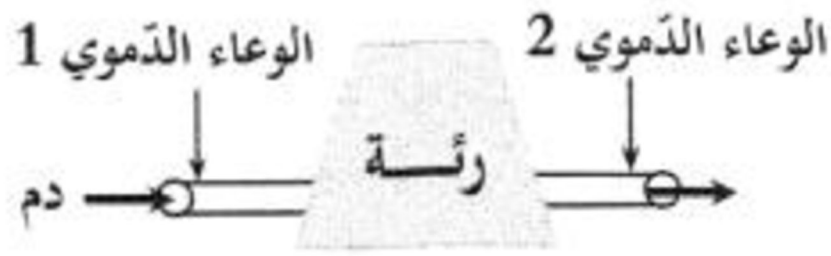 الوعاء الدّموي 2
الوعاء الدّموي 1
رئـــة
دم